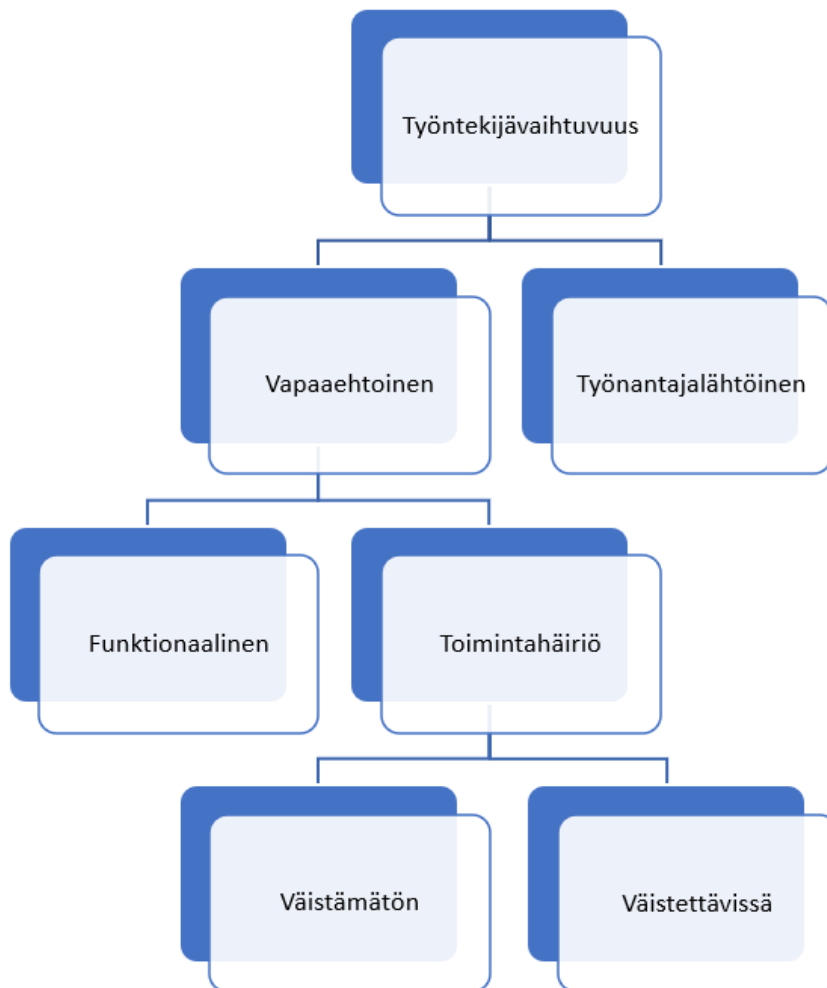 Työntekijävaihtuvuus
Vapaaehtoinen
Työnantajalähtöinen
Funktionaalinen
Toimintahäiriö
Väistämätön
Väistettävissä